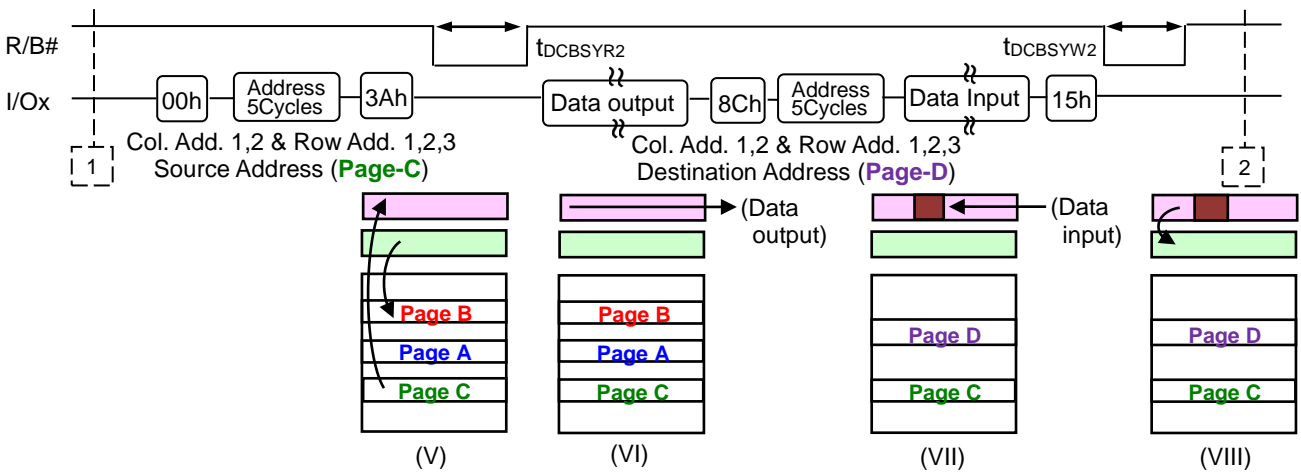 R/B#
tDCBSYR2
tDCBSYW2
I/Ox
00h
Address
5Cycles
3Ah
Data output
8Ch
Address
5Cycles
Data Input
15h
Col. Add. 1,2 & Row Add. 1,2,3
Source Address (Page-C)
Col. Add. 1,2 & Row Add. 1,2,3
Destination Address (Page-D)
1
2
(Data
output)
(Data
input)
Page B
Page A
Page C
Page B
Page A
Page C
Page D
Page C
Page D
Page C
(V)
(VI)
(VII)
(VIII)